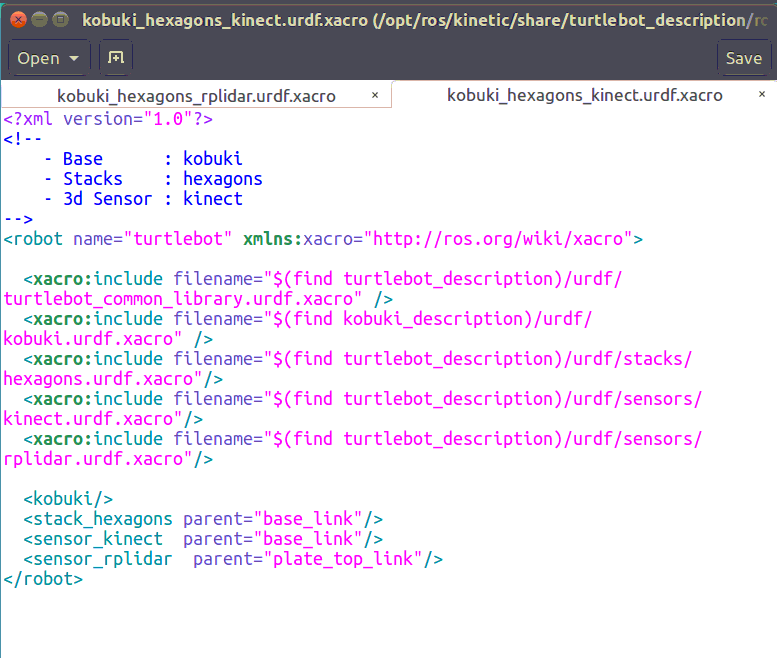 kobuki_hexagons_kinect.urdf.xacro (/opt/ros/kinetic/share/turtlebot_description/ro
Open
Save
kobuki_hexagons_rplidar.urdf.xacro ×
kobuki_hexagons_kinect.urdf.xacro ×
<?xml version="1.0"?>
<!--
    - Base      : kobuki
    - Stacks    : hexagons
    - 3d Sensor : kinect
-->
<robot name="turtlebot" xmlns:xacro="http://ros.org/wiki/xacro">
  <xacro:include filename="$(find turtlebot_description)/urdf/
turtlebot_common_library.urdf.xacro" />
  <xacro:include filename="$(find kobuki_description)/urdf/
kobuki.urdf.xacro" />
  <xacro:include filename="$(find turtlebot_description)/urdf/stacks/
hexagons.urdf.xacro"/>
  <xacro:include filename="$(find turtlebot_description)/urdf/sensors/
kinect.urdf.xacro"/>
  <xacro:include filename="$(find turtlebot_description)/urdf/sensors/
rplidar.urdf.xacro"/>
  <kobuki/>
  <stack_hexagons parent="base_link"/>
  <sensor_kinect  parent="base_link"/>
  <sensor_rplidar  parent="plate_top_link"/>
</robot>